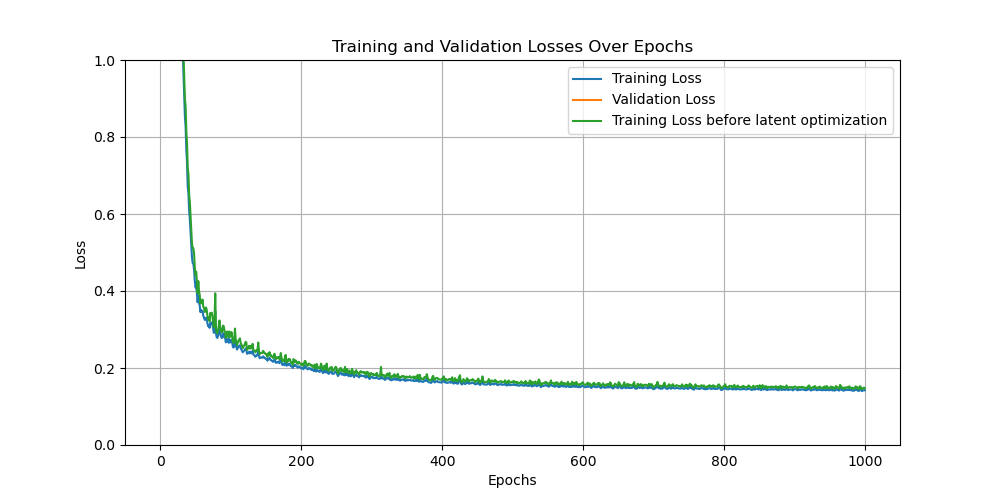 Training and Validation Losses Over Epochs
Training Loss
Validation Loss
Training Loss before latent optimization
Loss
1.0
0.8
0.6
0.4
0.2
0.0
0 200 400 600 800 1000
Epochs